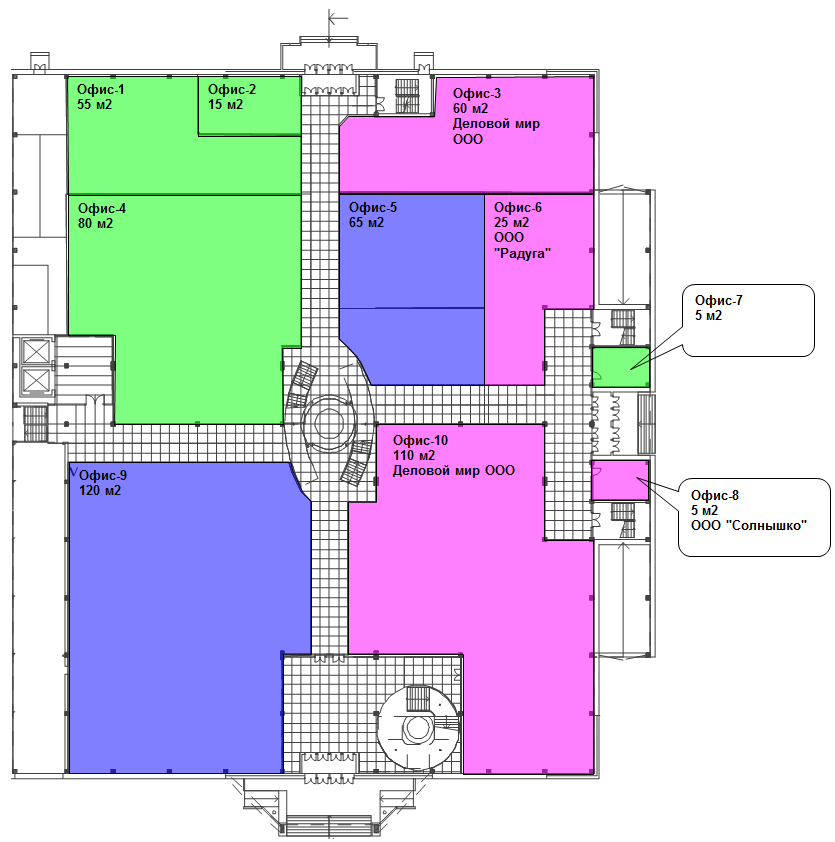 Офис-1
55 м2
Офис-2
15 м2
Офис-3
60 м2
Деловой мир
ООО
Офис-4
80 м2
Офис-5
65 м2
Офис-6
25 м2
ООО
"Радуга"
Офис-7
5 м2
Офис-10
110 м2
Деловой мир ООО
Офис-9
120 м2
Офис-8
5 м2
ООО "Солнышко"